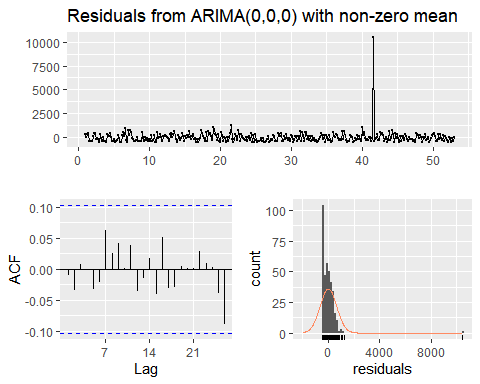 Residuals from ARIMA(0,0,0) with non-zero mean
10000
7500
5000
2500
0
0 10 20 30 40 50
0.10
0.05
0.00
-0.05
-0.10
ACF
7 14 21
Lag
100
75
50
25
0
count
0 4000 8000
residuals